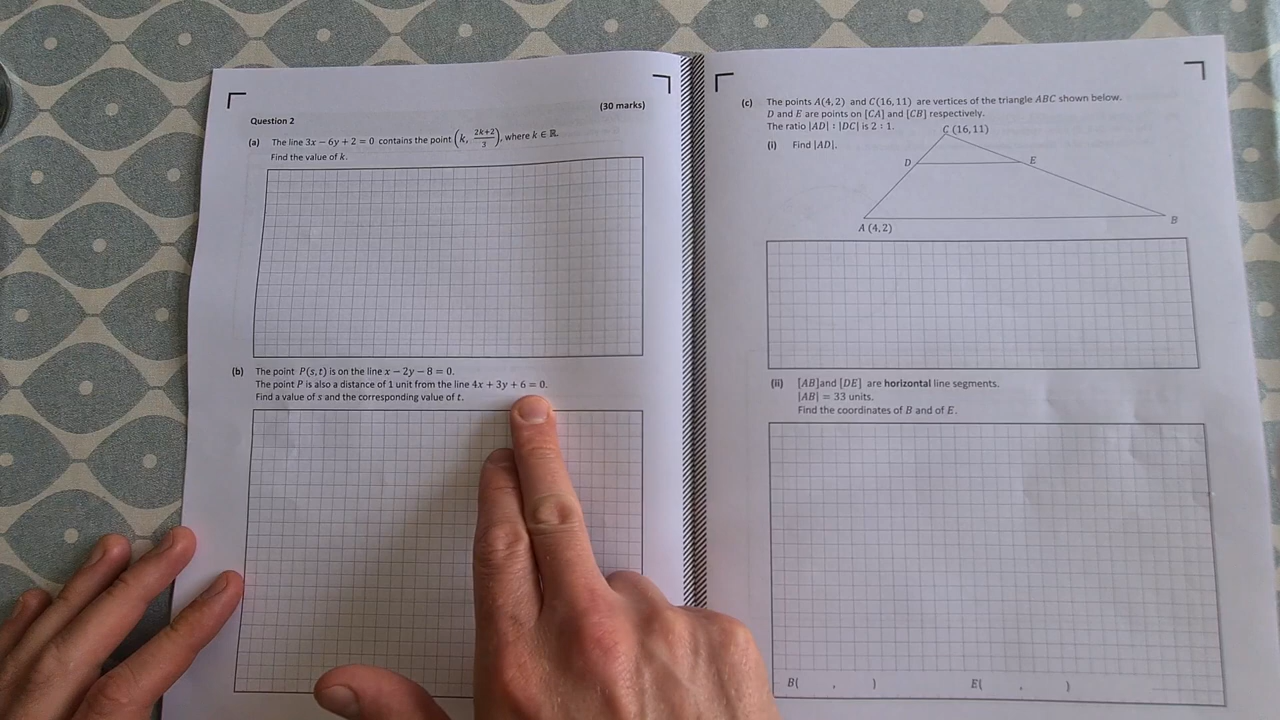 Question 2
(30 marks)
(a) The line 3x − 6y + 2 = 0 contains the point (k, (2k+2)/3), where k ∈ ℝ.
Find the value of k.
(b) The point P(s, t) is on the line x − 2y − 8 = 0.
The point P is also a distance of 1 unit from the line 4x + 3y + 6 = 0.
Find a value of s and the corresponding value of t.
(c) The points A(4, 2) and C(16, 11) are vertices of the triangle ABC shown below.
D and E are points on [CA] and [CB] respectively.
The ratio |AD| : |DC| is 2 : 1.
(i) Find |AD|.
C (16, 11)
D
E
B
A (4, 2)
(ii) [AB]and [DE] are horizontal line segments.
|AB| = 33 units.
Find the coordinates of B and of E.
B( , )
E( , )